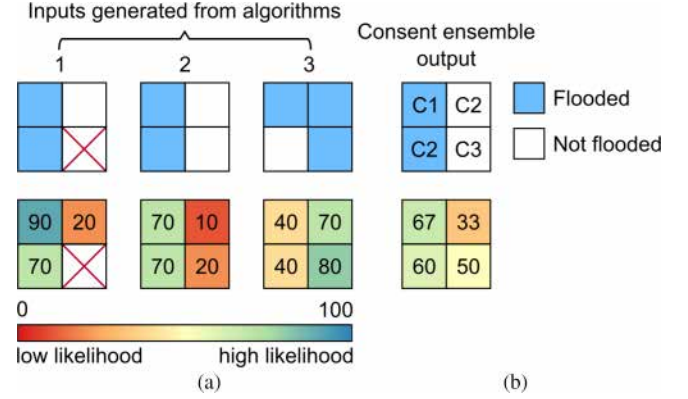 Inputs generated from algorithms
1 2 3
Consent ensemble
output
C1 C2
C2 C3
Flooded
Not flooded
90 20 70 10 40 70 67 33
70 70 20 40 80 60 50
0 100
low likelihood high likelihood
(a) (b)